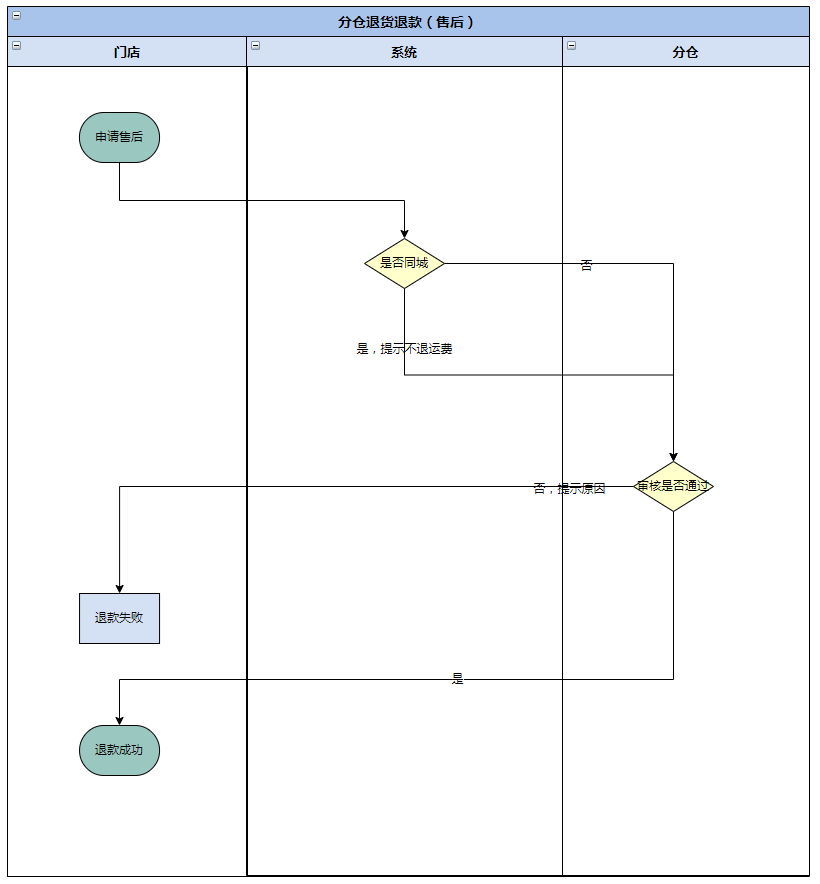 分仓退货退款（售后）
门店
系统
分仓
申请售后
是否同城
否
是，提示不退运费
审核是否通过
否，提示原因
退款失败
是
退款成功